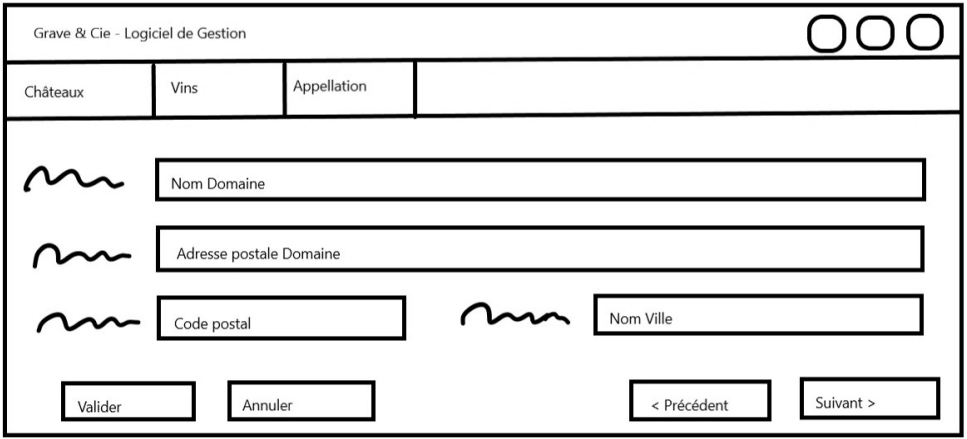 Grave & Cie - Logiciel de Gestion
Châteaux
Vins
Appellation
Nom Domaine
Adresse postale Domaine
Code postal
Nom Ville
Valider
Annuler
< Précédent
Suivant >